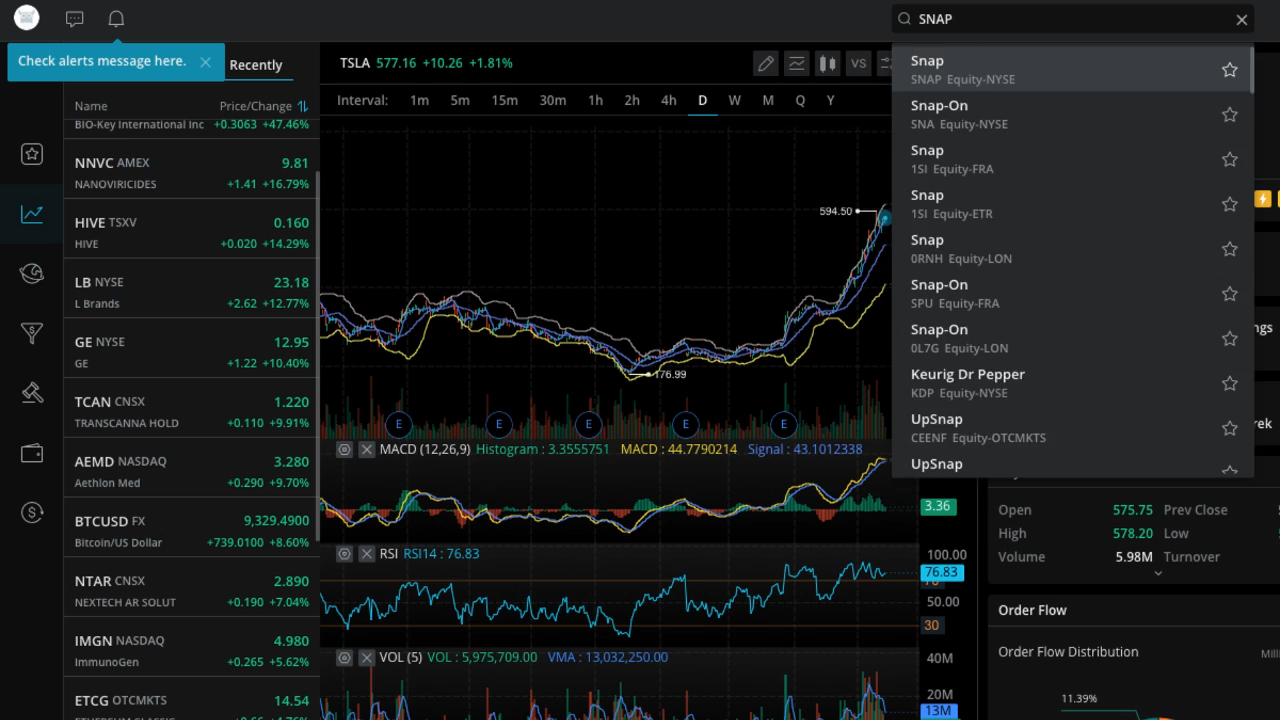 SNAP
Check alerts message here.
Recently
Name Price/Change
BIO-Key International Inc +0.3063 +47.46%
NNVC AMEX 9.81
NANOVIRICIDES +1.41 +16.79%
HIVE TSXV 0.160
HIVE +0.020 +14.29%
LB NYSE 23.18
L Brands +2.62 +12.77%
GE NYSE 12.95
GE +1.22 +10.40%
TCAN CNSX 1.220
TRANSCANNA HOLD +0.110 +9.91%
AEMD NASDAQ 3.280
Aethlon Med +0.290 +9.70%
BTCUSD FX 9,329.4900
Bitcoin/US Dollar +739.0100 +8.60%
NTAR CNSX 2.890
NEXTECH AR SOLUT +0.190 +7.04%
IMGN NASDAQ 4.980
ImmunoGen +0.265 +5.62%
ETCG OTCMKTS 14.54
TSLA 577.16 +10.26 +1.81%
VS
Interval: 1m 5m 15m 30m 1h 2h 4h D W M Q Y
594.50
176.99
E E E E E
MACD (12,26,9) Histogram : 3.3555751 MACD : 44.7790214 Signal : 43.1012338
3.36
RSI RSI14 : 76.83
100.00
76.83
50.00
30
VOL (5) VOL : 5,975,709.00 VMA : 13,032,250.00
40M
20M
13M
Snap
SNAP Equity-NYSE
Snap-On
SNA Equity-NYSE
Snap
1SI Equity-FRA
Snap
1SI Equity-ETR
Snap
0RNH Equity-LON
Snap-On
SPU Equity-FRA
Snap-On
0L7G Equity-LON
Keurig Dr Pepper
KDP Equity-NYSE
UpSnap
CEENF Equity-OTCMKTS
UpSnap
ngs
rek
Open 575.75 Prev Close
High 578.20 Low
Volume 5.98M Turnover
Order Flow
Order Flow Distribution
11.39%